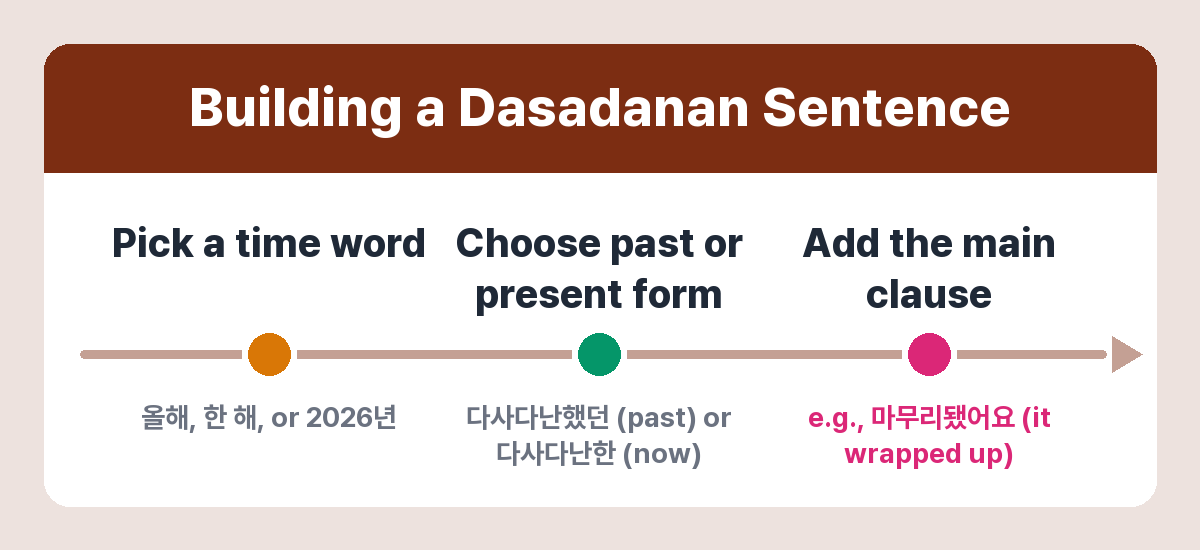 Building a Dasadanan Sentence
Pick a time word
Choose past or
present form
Add the main
clause
올해, 한 해, or 2026년
다사다난했던 (past) or
다사다난한 (now)
e.g., 마무리됐어요 (it
wrapped up)